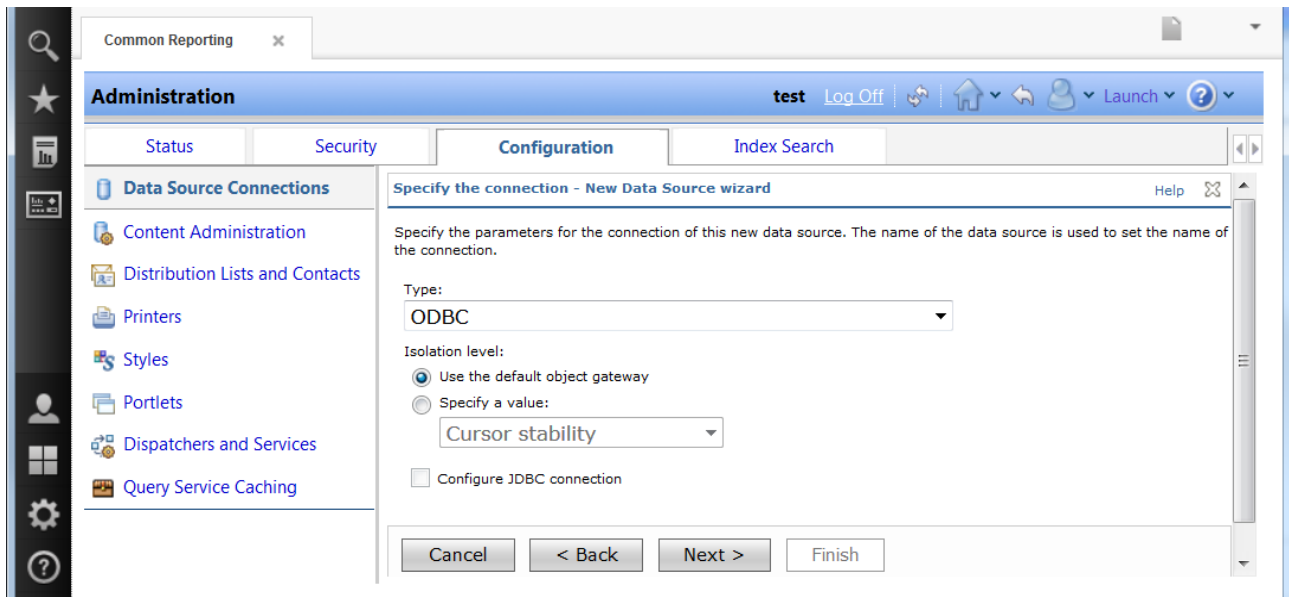 Common Reporting
Administration
test Log Off Launch
Status Security Configuration Index Search
Data Source Connections
Content Administration
Distribution Lists and Contacts
Printers
Styles
Portlets
Dispatchers and Services
Query Service Caching
Specify the connection - New Data Source wizard
Help
Specify the parameters for the connection of this new data source. The name of the data source is used to set the name of
the connection.
Type:
ODBC
Isolation level:
Use the default object gateway
Specify a value:
Cursor stability
Configure JDBC connection
Cancel < Back Next > Finish